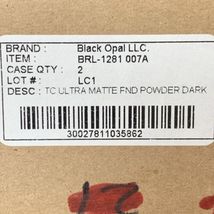 BRAND : Black Opal LLC.
ITEM : BRL-1281 007A
CASE QTY : 2
LOT # : LC1
DESC : TC ULTRA MATTE FND POWDER DARK
30027811035862